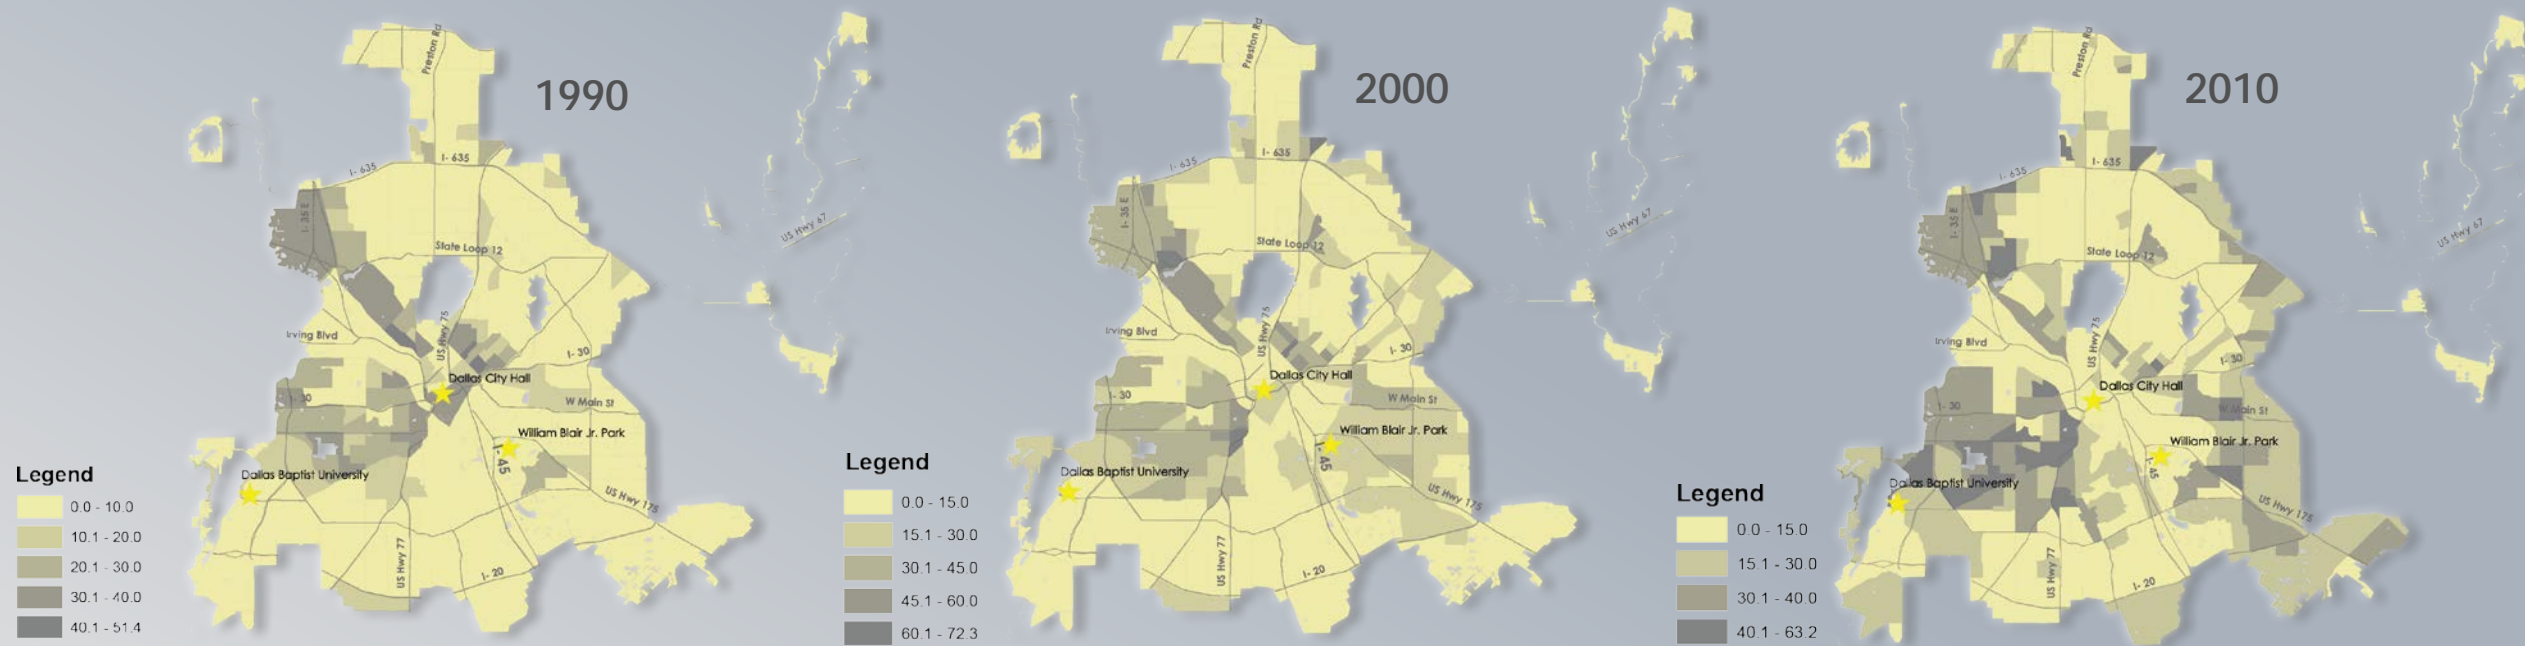 1990
Preston Rd
I- 635
I- 635
I- 35 E
State Loop 12
US Hwy 67
US Hwy 75
Irving Blvd
I- 30
Dallas City Hall
I- 30
W Main St
William Blair Jr. Park
I- 45
Dallas Baptist University
US Hwy 175
US Hwy 77
I- 20
Legend
0.0 - 10.0
10.1 - 20.0
20.1 - 30.0
30.1 - 40.0
40.1 - 51.4
2000
Preston Rd
I- 635
I- 635
I- 35 E
State Loop 12
US Hwy 67
US Hwy 75
Irving Blvd
I- 30
Dallas City Hall
I- 30
W Main St
William Blair Jr. Park
I- 45
Dallas Baptist University
US Hwy 175
US Hwy 77
I- 20
Legend
0.0 - 15.0
15.1 - 30.0
30.1 - 45.0
45.1 - 60.0
60.1 - 72.3
2010
Preston Rd
I- 635
I- 635
I- 35 E
State Loop 12
US Hwy 67
US Hwy 75
Irving Blvd
I- 30
Dallas City Hall
I- 30
W Main St
William Blair Jr. Park
I- 45
Dallas Baptist University
US Hwy 175
US Hwy 77
I- 20
Legend
0.0 - 15.0
15.1 - 30.0
30.1 - 40.0
40.1 - 63.2